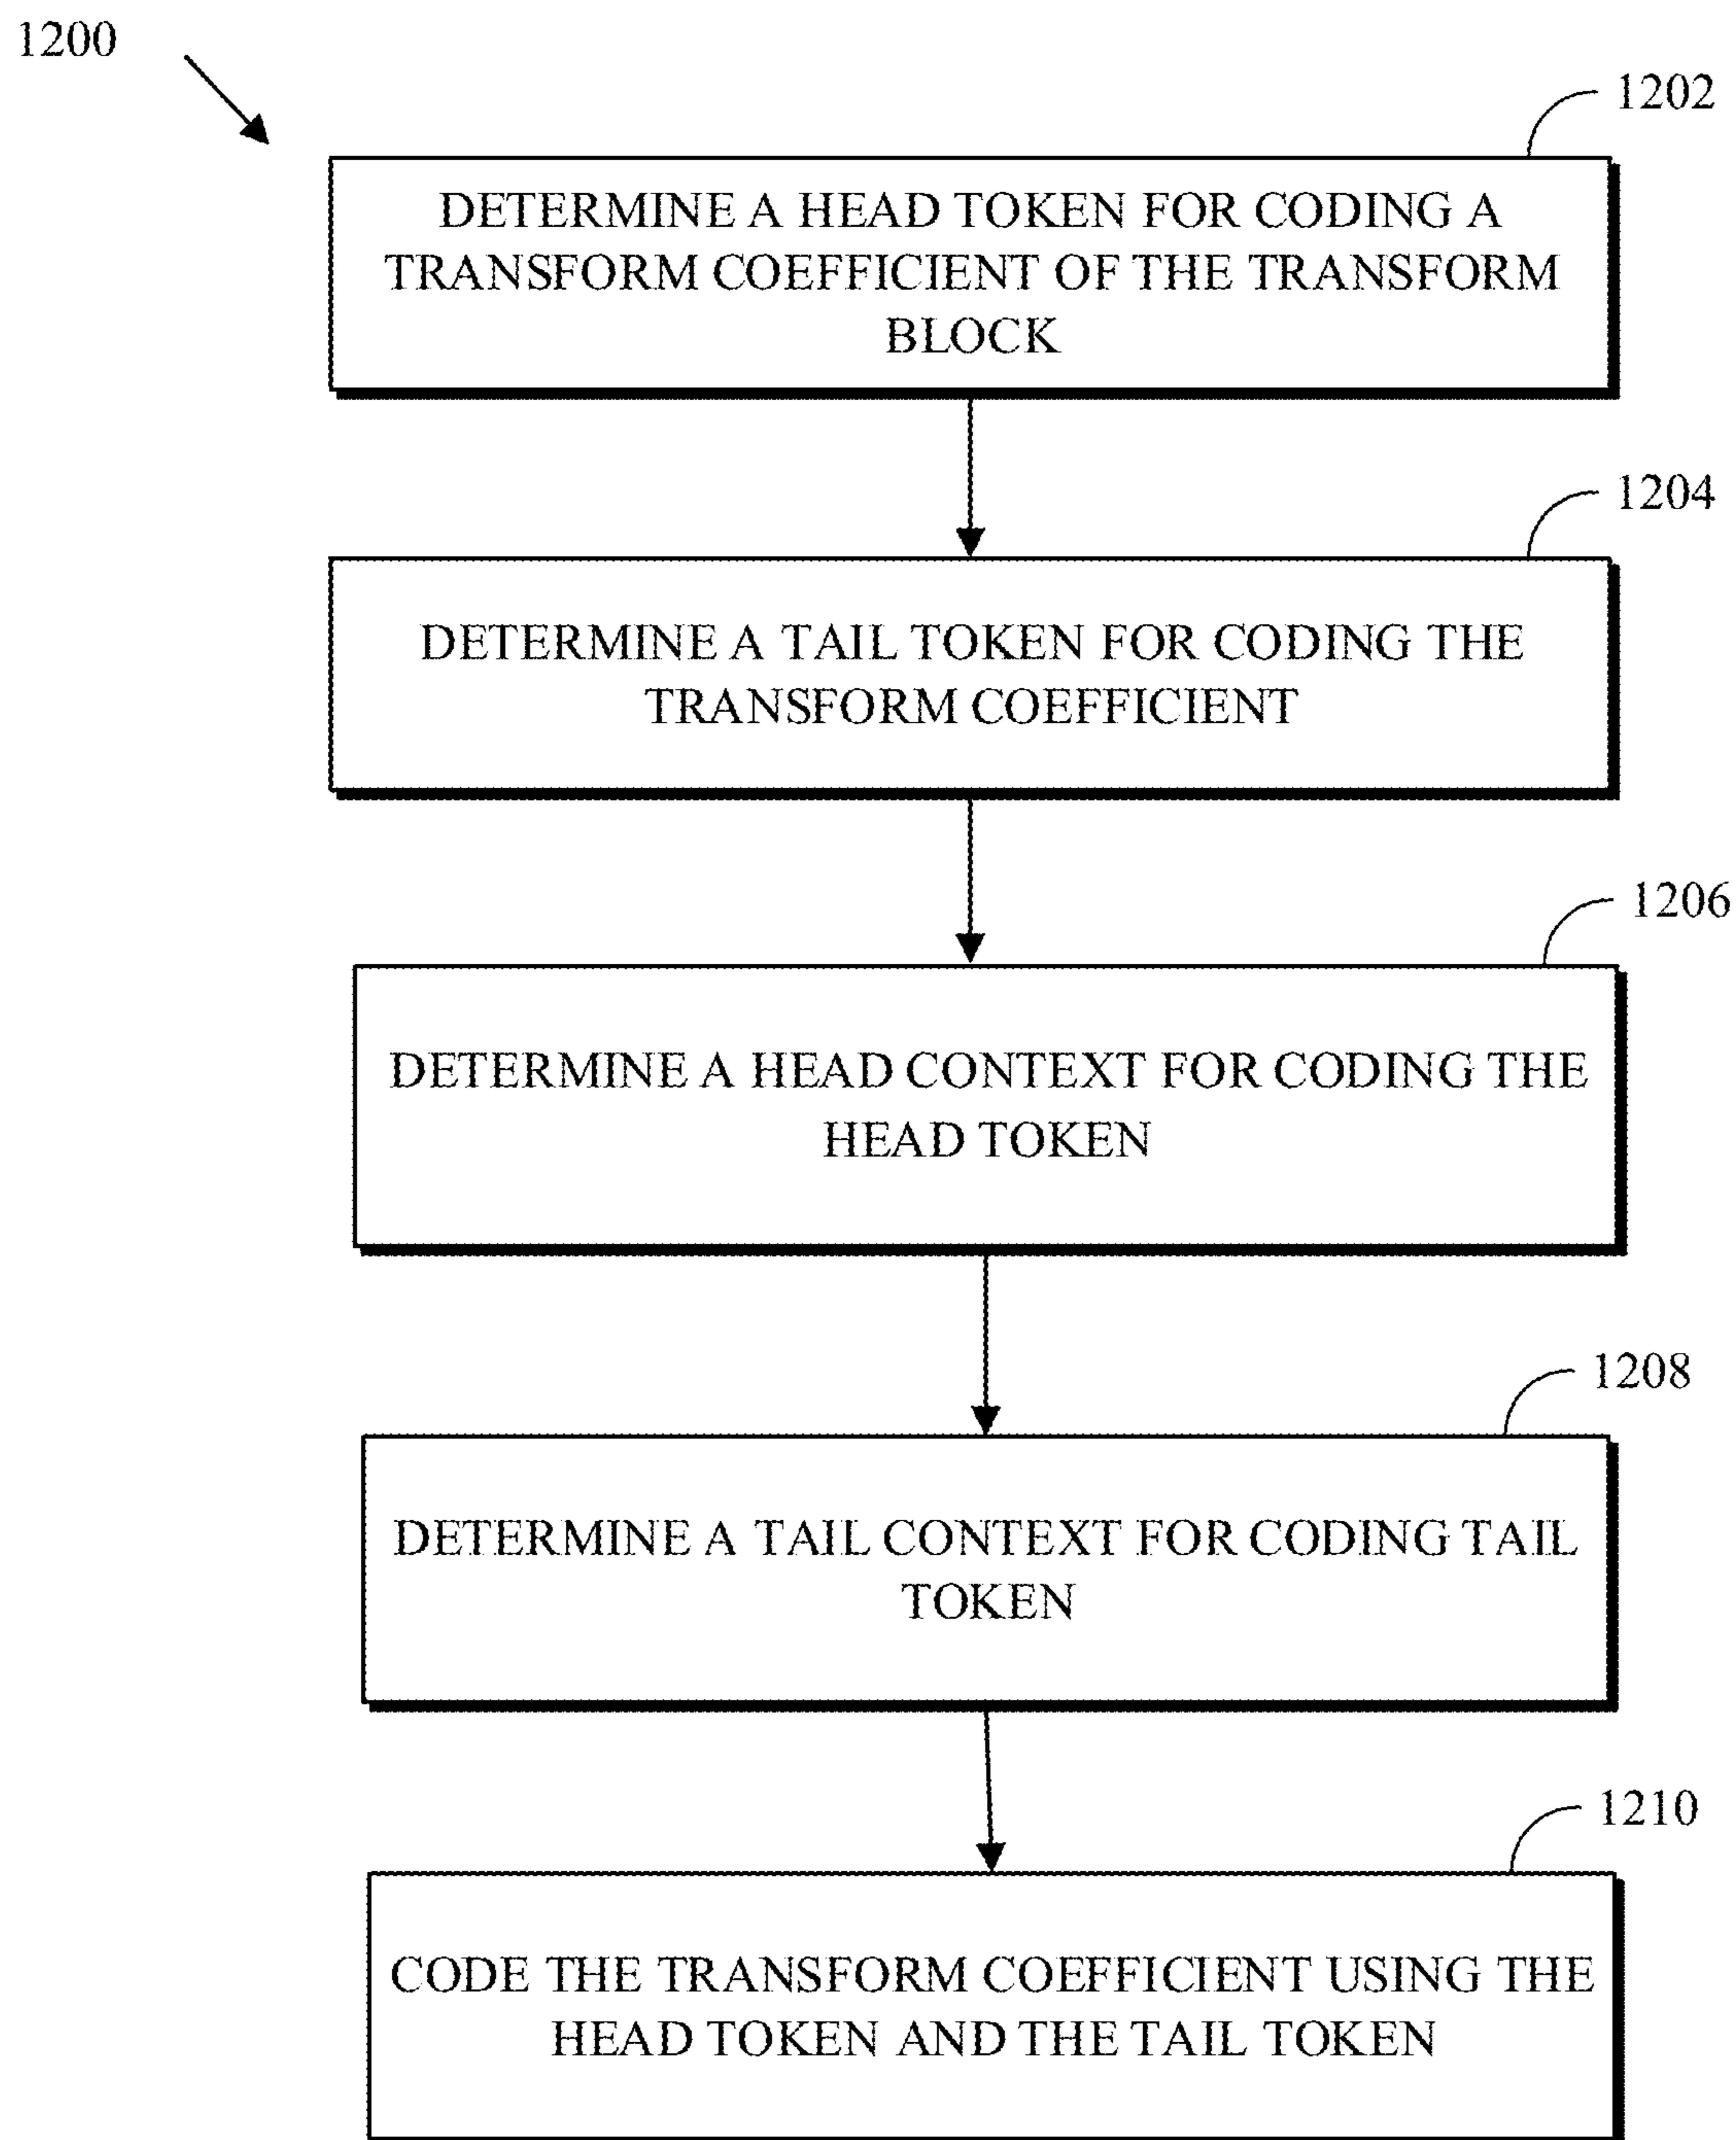 1200
1202
DETERMINE A HEAD TOKEN FOR CODING A
TRANSFORM COEFFICIENT OF THE TRANSFORM
BLOCK
1204
DETERMINE A TAIL TOKEN FOR CODING THE
TRANSFORM COEFFICIENT
1206
DETERMINE A HEAD CONTEXT FOR CODING THE
HEAD TOKEN
1208
DETERMINE A TAIL CONTEXT FOR CODING TAIL
TOKEN
1210
CODE THE TRANSFORM COEFFICIENT USING THE
HEAD TOKEN AND THE TAIL TOKEN